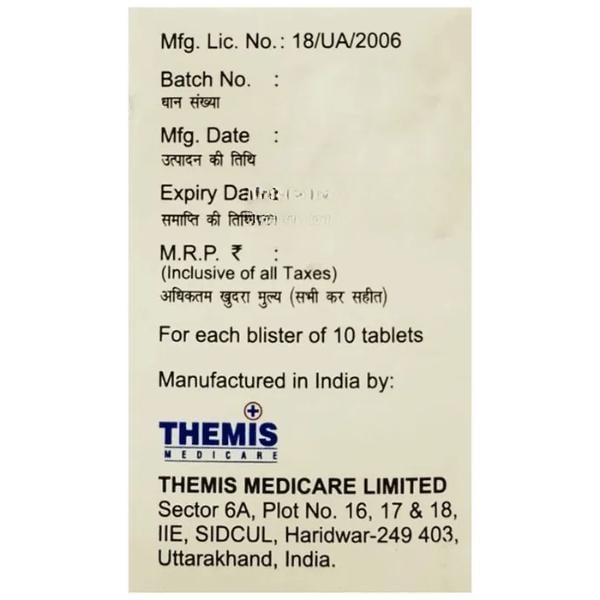 Mfg. Lic. No.: 18/UA/2006
Batch No. :
धान संख्या
Mfg. Date :
उत्पादन की तिथि
Expiry Date
समाप्ति की तिथि
M.R.P. ₹ :
(Inclusive of all Taxes)
अधिकतम खुदरा मुल्य (सभी कर सहीत)
For each blister of 10 tablets
Manufactured in India by:
THEMIS
MEDICARE
THEMIS MEDICARE LIMITED
Sector 6A, Plot No. 16, 17 & 18,
IIE, SIDCUL, Haridwar-249 403,
Uttarakhand, India.